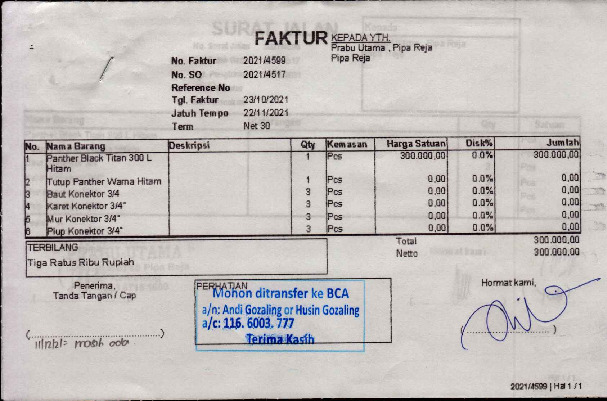 FAKTUR
KEPADA YTH.
Prabu Utama , Pipa Reja
Pipa Reja
No. Faktur 2021/4599
No. SO 2021/4517
Reference No
Tgl. Faktur 23/10/2021
Jatuh Tempo 22/11/2021
Term Net 30
No. Nama Barang Deskripsi Qty Kemasan Harga Satuan Disk% Jumlah
1 Panther Black Titan 300 L Hitam 1 Pcs 300.000,00 0.0% 300.000,00
2 Tutup Panther Warna Hitam 1 Pcs 0,00 0.0% 0,00
3 Baut Konektor 3/4 3 Pcs 0,00 0.0% 0,00
4 Karet Konektor 3/4" 3 Pcs 0,00 0.0% 0,00
5 Mur Konektor 3/4" 3 Pcs 0,00 0.0% 0,00
6 Plup Konektor 3/4" 3 Pcs 0,00 0.0% 0,00
Total 300.000,00
Netto 300.000,00
TERBILANG
Tiga Ratus Ribu Rupiah
Penerima,
Tanda Tangan / Cap
PERHATIAN
Mohon ditransfer ke BCA
a/n: Andi Gozaling or Husin Gozaling
a/c: 116. 6003. 777
Terima Kasih
Hormat kami,
2021/4599 | Hal 1 / 1